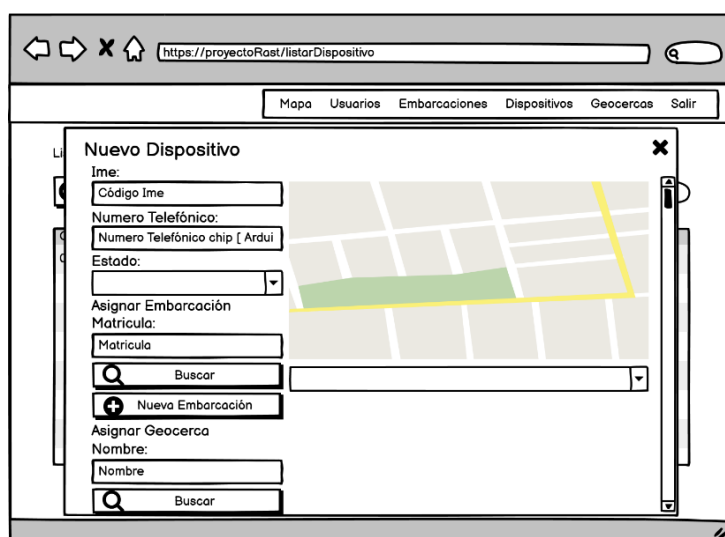 https://proyectoRast/listarDispositivo
Mapa Usuarios Embarcaciones Dispositivos Geocercas Salir
Nuevo Dispositivo
Ime:
Código Ime
Numero Telefónico:
Numero Telefónico chip [ Ardui
Estado:
Asignar Embarcación
Matricula:
Matricula
Buscar
Nueva Embarcación
Asignar Geocerca
Nombre:
Nombre
Buscar